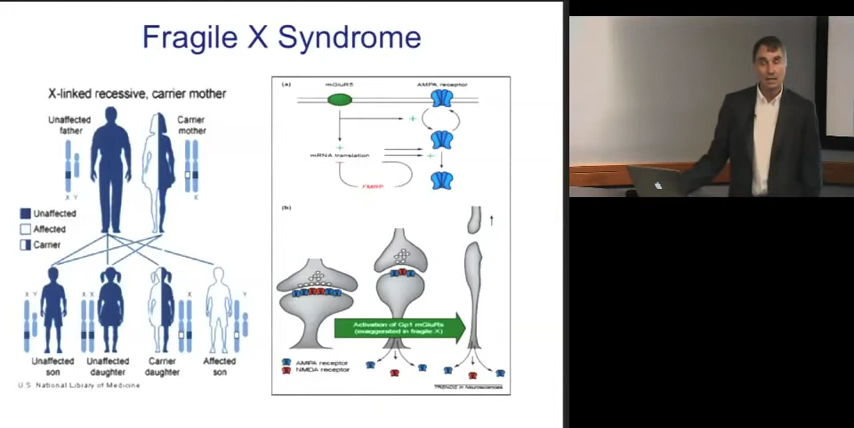 Fragile X Syndrome
X-linked recessive, carrier mother
Unaffected
father
Carrier
mother
X Y
X
Unaffected
Affected
Carrier
X Y
X X
X
Y
Unaffected
son
Unaffected
daughter
Carrier
daughter
Affected
son
U.S. National Library of Medicine
(a)
mGluR5
AMPA receptor
+
+
mRNA translation
+
FMRP
(b)
Activation of Gp1 mGluRs
(exaggerated in fragile X)
AMPA receptor
NMDA receptor
TRENDS in Neurosciences